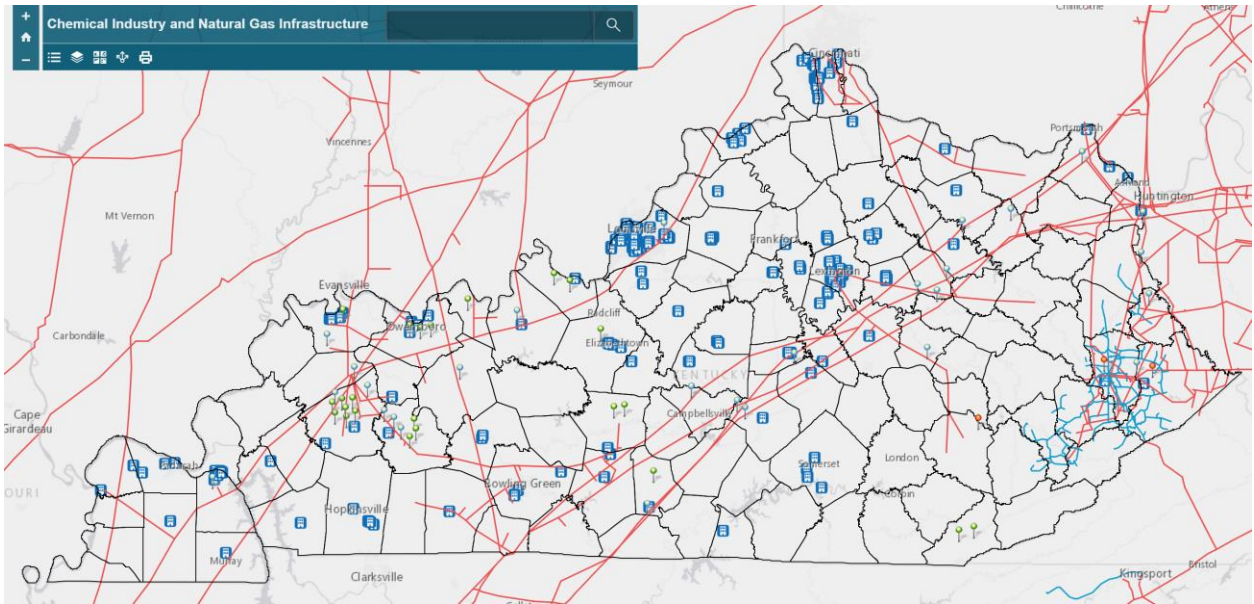 Chemical Industry and Natural Gas Infrastructure
Chillicothe
Athen
Cincinnati
Seymour
Portsmouth
Vincennes
Ashland
Huntington
Mt Vernon
Louisville
Frankfort
Lexington
Evansville
Owensboro
Radcliff
Carbondale
Elizabethtown
KENTUCKY
Cape
Girardeau
Campbellsville
London
Somerset
Paducah
OURI
Bowling Green
Corbin
Hopkinsville
Murray
Clarksville
Bristol
Kingsport